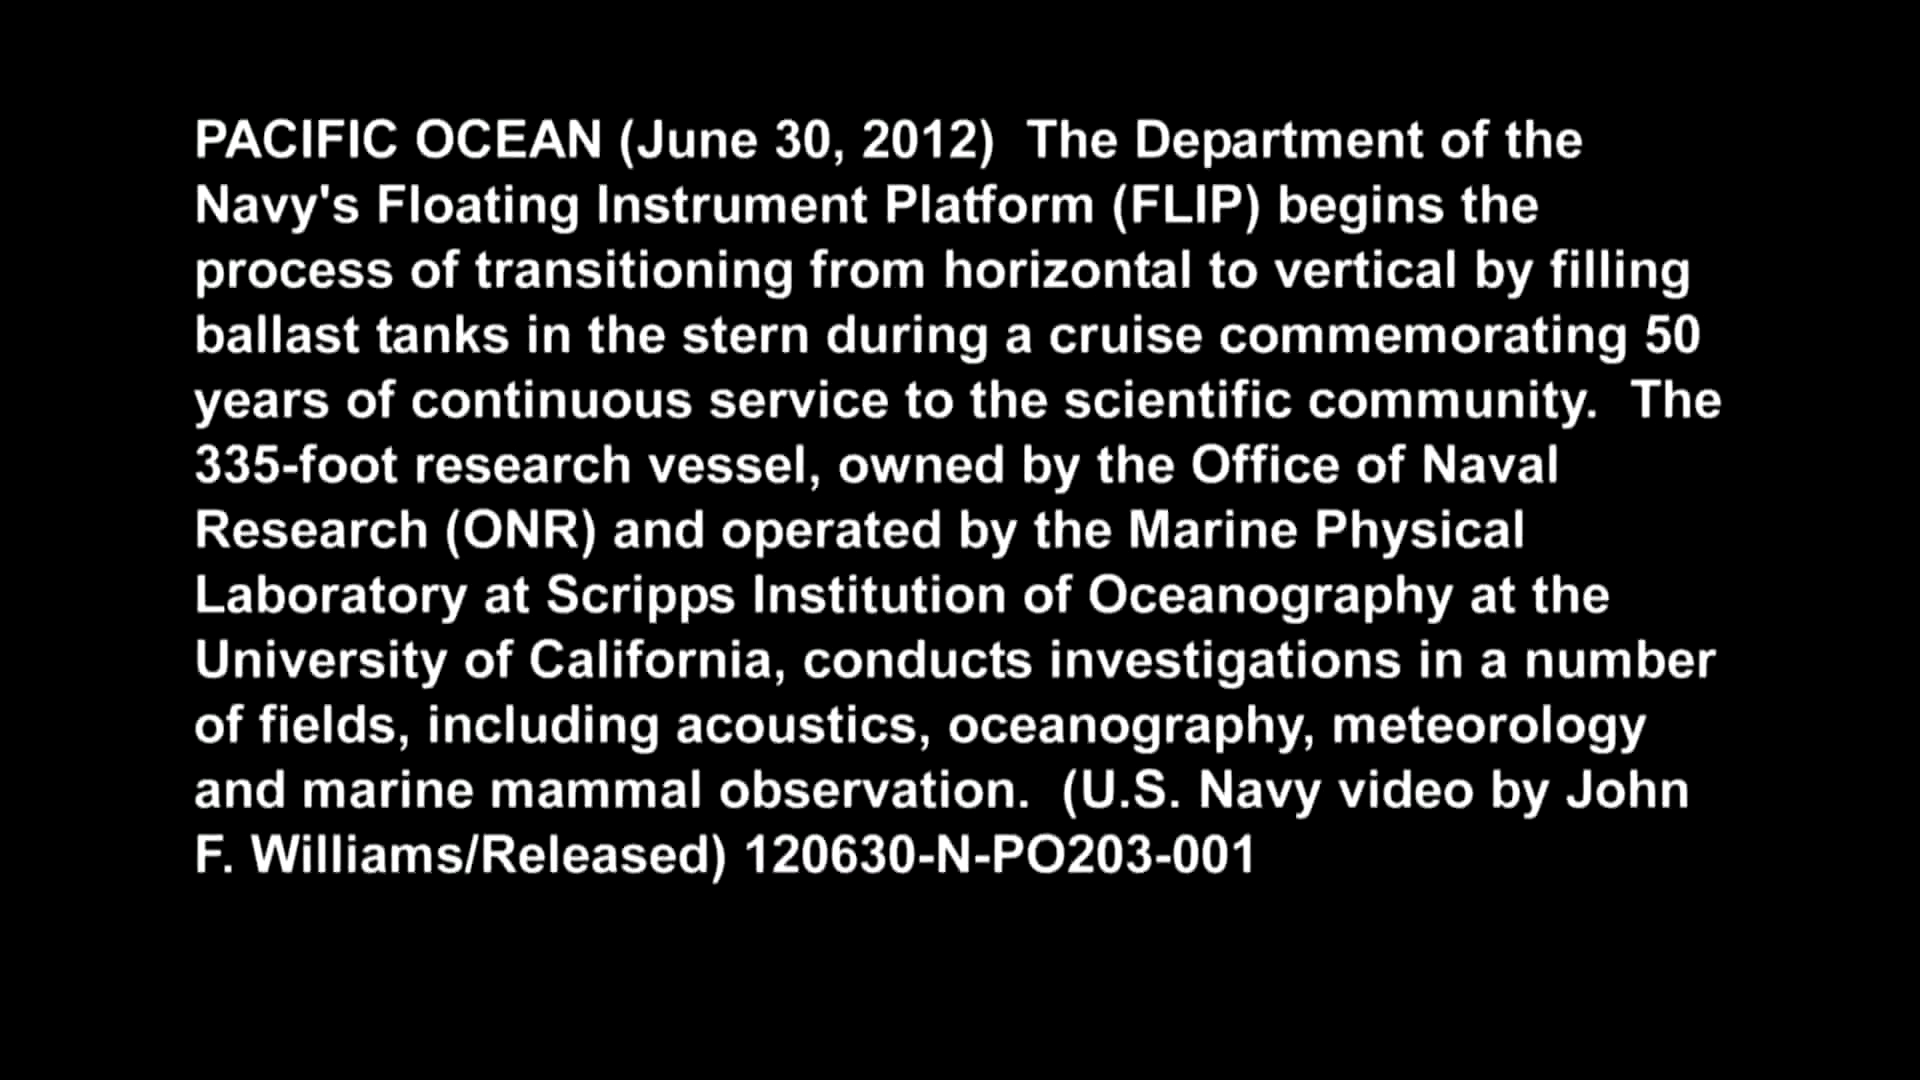 PACIFIC OCEAN (June 30, 2012)  The Department of the
Navy's Floating Instrument Platform (FLIP) begins the
process of transitioning from horizontal to vertical by filling
ballast tanks in the stern during a cruise commemorating 50
years of continuous service to the scientific community.  The
335-foot research vessel, owned by the Office of Naval
Research (ONR) and operated by the Marine Physical
Laboratory at Scripps Institution of Oceanography at the
University of California, conducts investigations in a number
of fields, including acoustics, oceanography, meteorology
and marine mammal observation.  (U.S. Navy video by John
F. Williams/Released) 120630-N-PO203-001